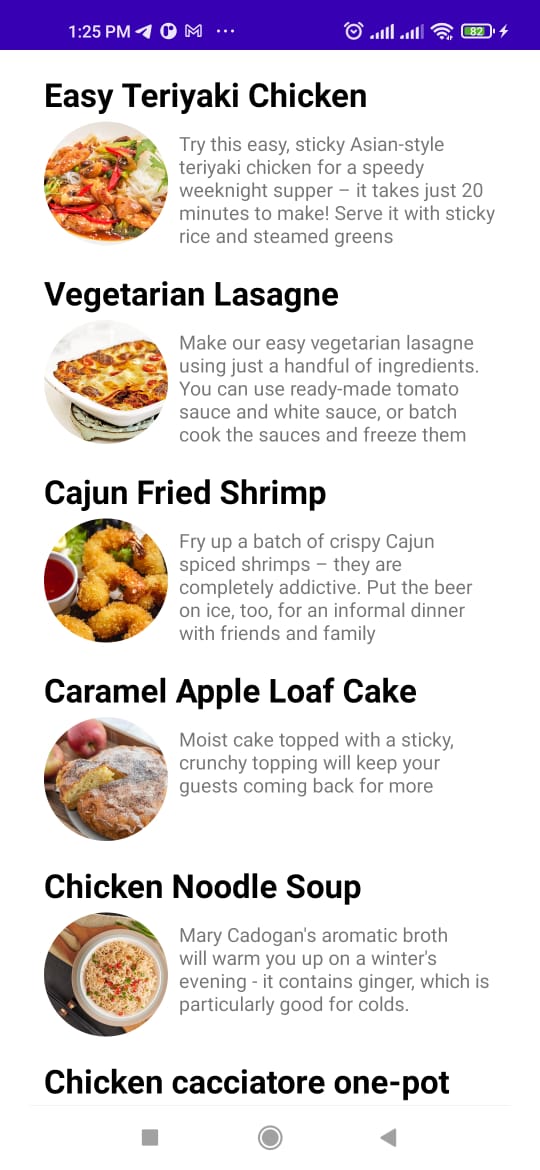 1:25 PM
82
Easy Teriyaki Chicken
Try this easy, sticky Asian-style
teriyaki chicken for a speedy
weeknight supper – it takes just 20
minutes to make! Serve it with sticky
rice and steamed greens
Vegetarian Lasagne
Make our easy vegetarian lasagne
using just a handful of ingredients.
You can use ready-made tomato
sauce and white sauce, or batch
cook the sauces and freeze them
Cajun Fried Shrimp
Fry up a batch of crispy Cajun
spiced shrimps – they are
completely addictive. Put the beer
on ice, too, for an informal dinner
with friends and family
Caramel Apple Loaf Cake
Moist cake topped with a sticky,
crunchy topping will keep your
guests coming back for more
Chicken Noodle Soup
Mary Cadogan's aromatic broth
will warm you up on a winter's
evening - it contains ginger, which is
particularly good for colds.
Chicken cacciatore one-pot